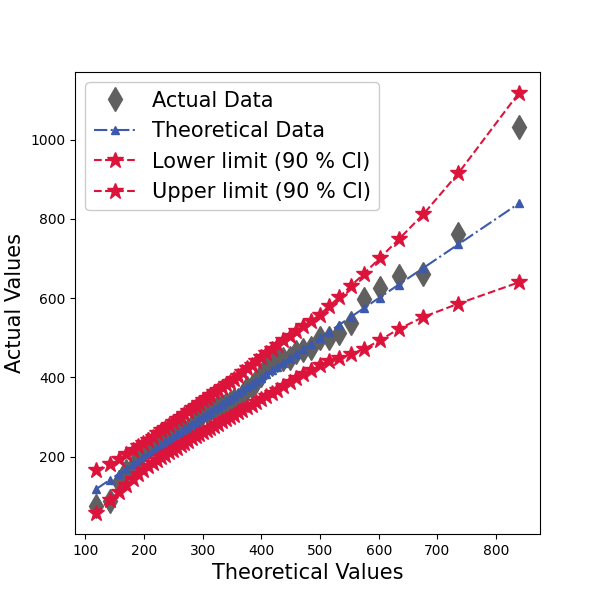 Actual Data
Theoretical Data
Lower limit (90 % CI)
Upper limit (90 % CI)
1000
800
600
400
200
Actual Values
100 200 300 400 500 600 700 800
Theoretical Values